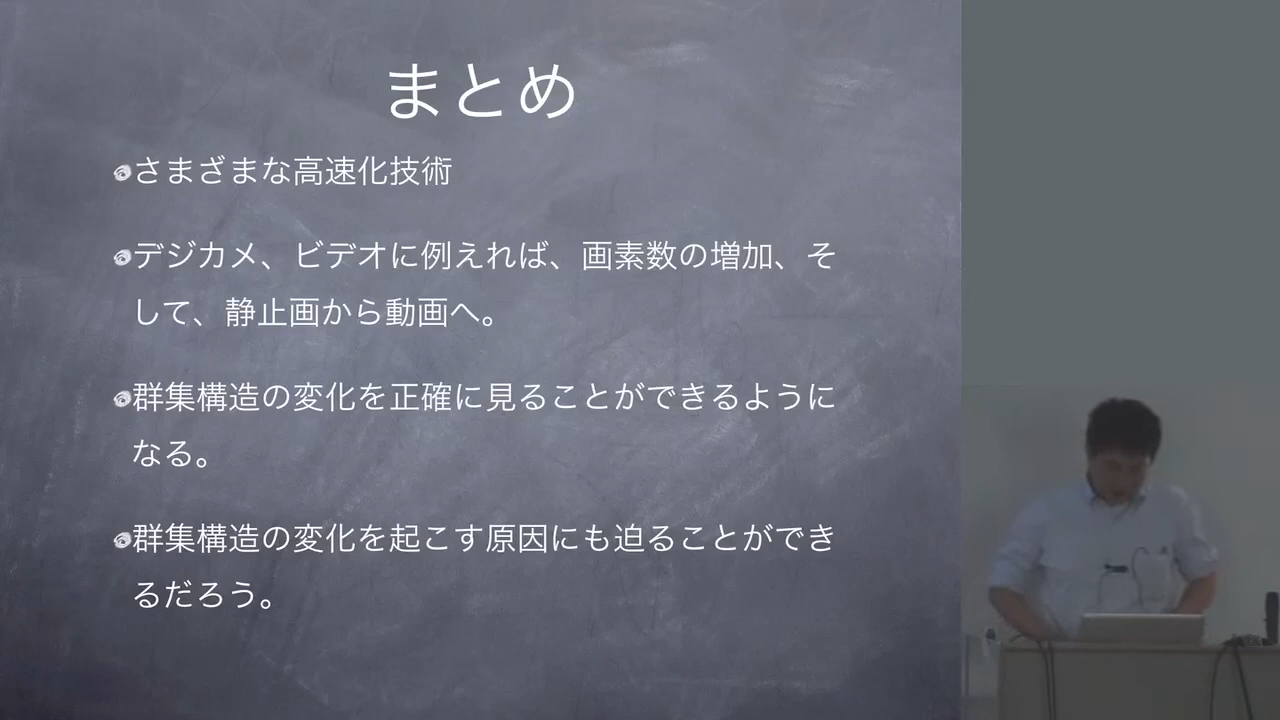 まとめ
さまざまな高速化技術
デジカメ、ビデオに例えれば、画素数の増加、そ
して、静止画から動画へ。
群集構造の変化を正確に見ることができるように
なる。
群集構造の変化を起こす原因にも迫ることができ
るだろう。